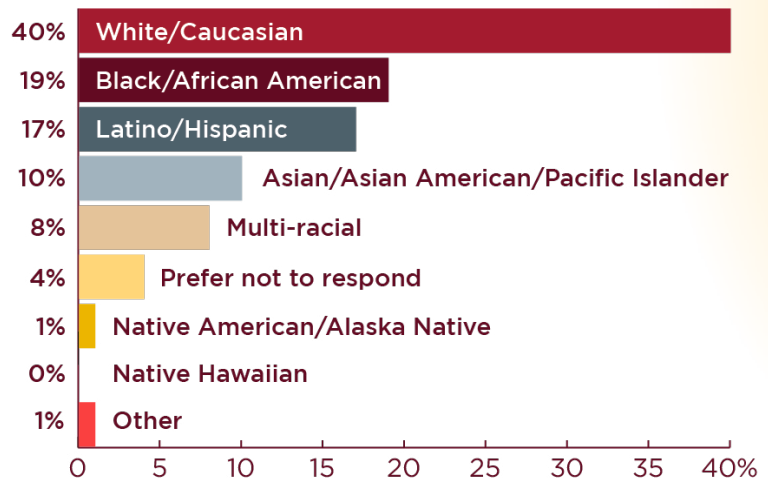 40% White/Caucasian
19% Black/African American
17% Latino/Hispanic
10% Asian/Asian American/Pacific Islander
8% Multi-racial
4% Prefer not to respond
1% Native American/Alaska Native
0% Native Hawaiian
1% Other
0 5 10 15 20 25 30 35 40%